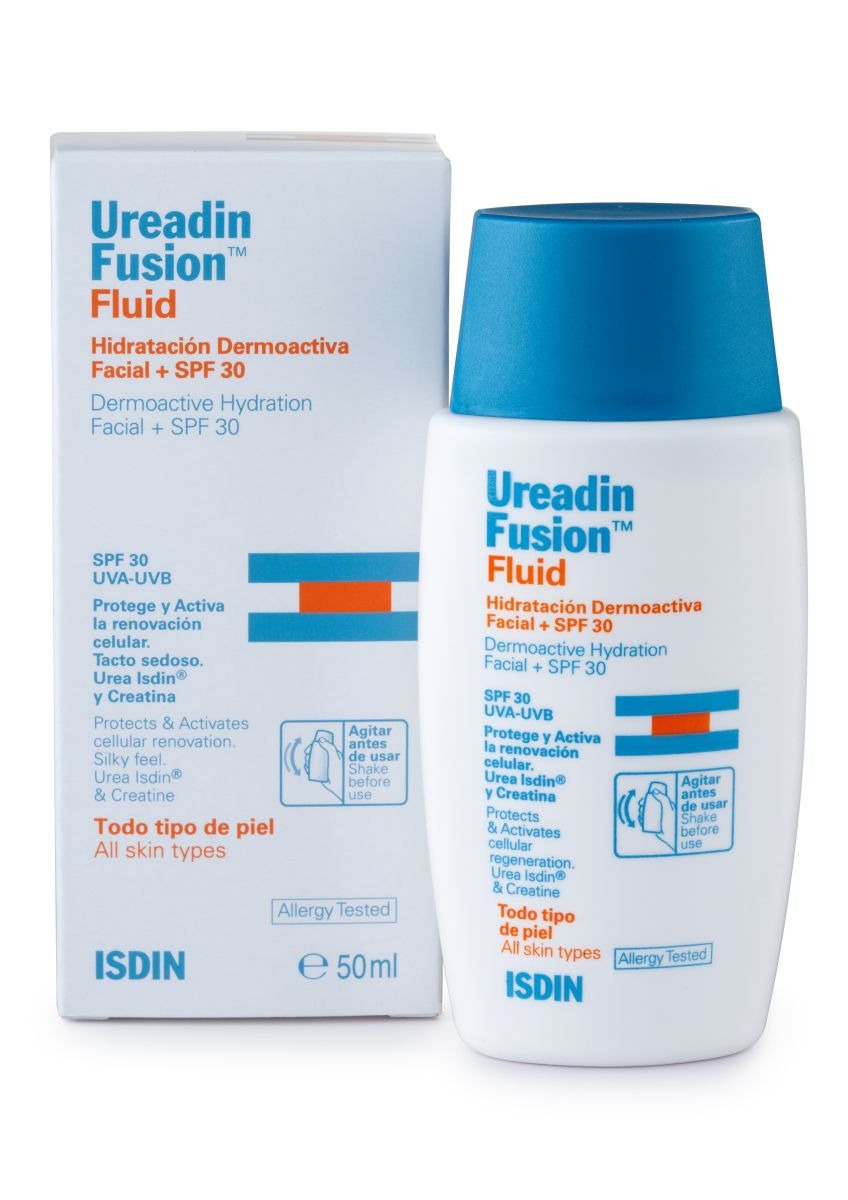 Ureadin
Fusion™
Fluid
Hidratación Dermoactiva
Facial + SPF 30
Dermoactive Hydration
Facial + SPF 30
SPF 30
UVA-UVB
Protege y Activa
la renovación
celular.
Tacto sedoso.
Urea Isdin®
y Creatina
Protects & Activates
cellular renovation.
Silky feel.
Urea Isdin®
& Creatine
Agitar
antes
de usar
Shake
before
use
Todo tipo de piel
All skin types
Allergy Tested
ISDIN
℮ 50ml
Ureadin
Fusion™
Fluid
Hidratación Dermoactiva
Facial + SPF 30
Dermoactive Hydration
Facial + SPF 30
SPF 30
UVA-UVB
Protege y Activa
la renovación
celular.
Urea Isdin®
y Creatina
Protects
& Activates
cellular
regeneration.
Urea Isdin®
& Creatine
Agitar
antes
de usar
Shake
before
use
Todo tipo
de piel
All skin types
Allergy Tested
ISDIN